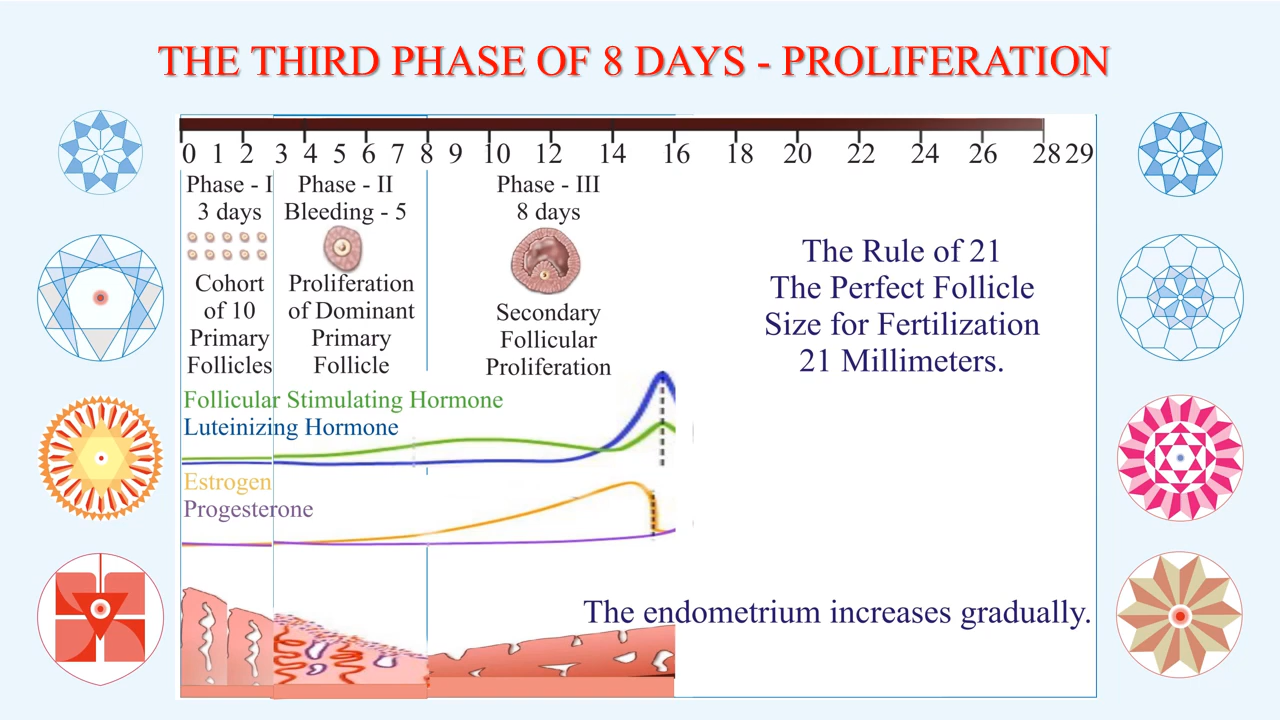 THE THIRD PHASE OF 8 DAYS - PROLIFERATION
0 1 2 3 4 5 6 7 8 9 10 12 14 16 18 20 22 24 26 28 29
Phase - I
3 days
Cohort
of 10
Primary
Follicles
Phase - II
Bleeding - 5
Proliferation
of Dominant
Primary
Follicle
Phase - III
8 days
Secondary
Follicular
Proliferation
The Rule of 21
The Perfect Follicle
Size for Fertilization
21 Millimeters.
Follicular Stimulating Hormone
Luteinizing Hormone
Estrogen
Progesterone
The endometrium increases gradually.